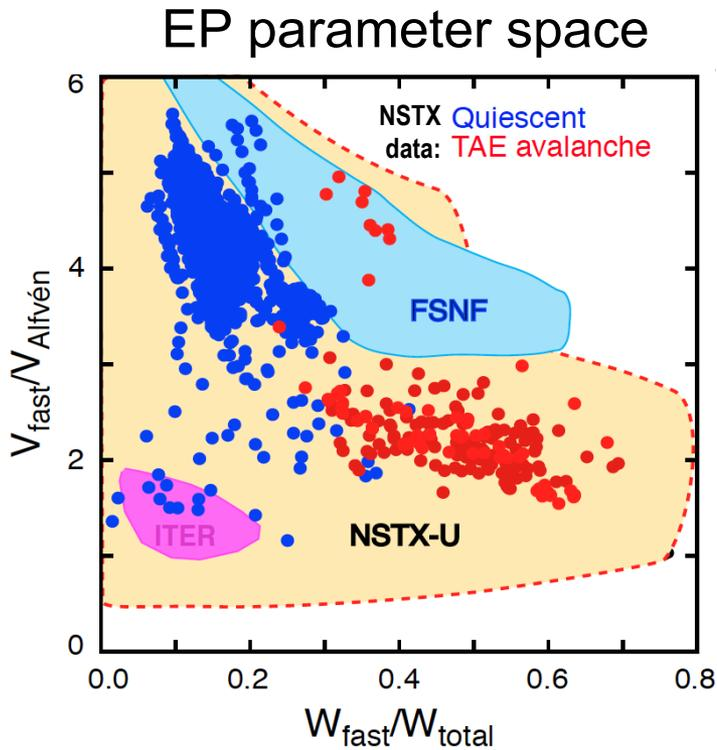 EP parameter space
6
4
2
0
V_fast/V_Alfvén
NSTX Quiescent
data: TAE avalanche
FSNF
ITER
NSTX-U
0.0 0.2 0.4 0.6 0.8
W_fast/W_total